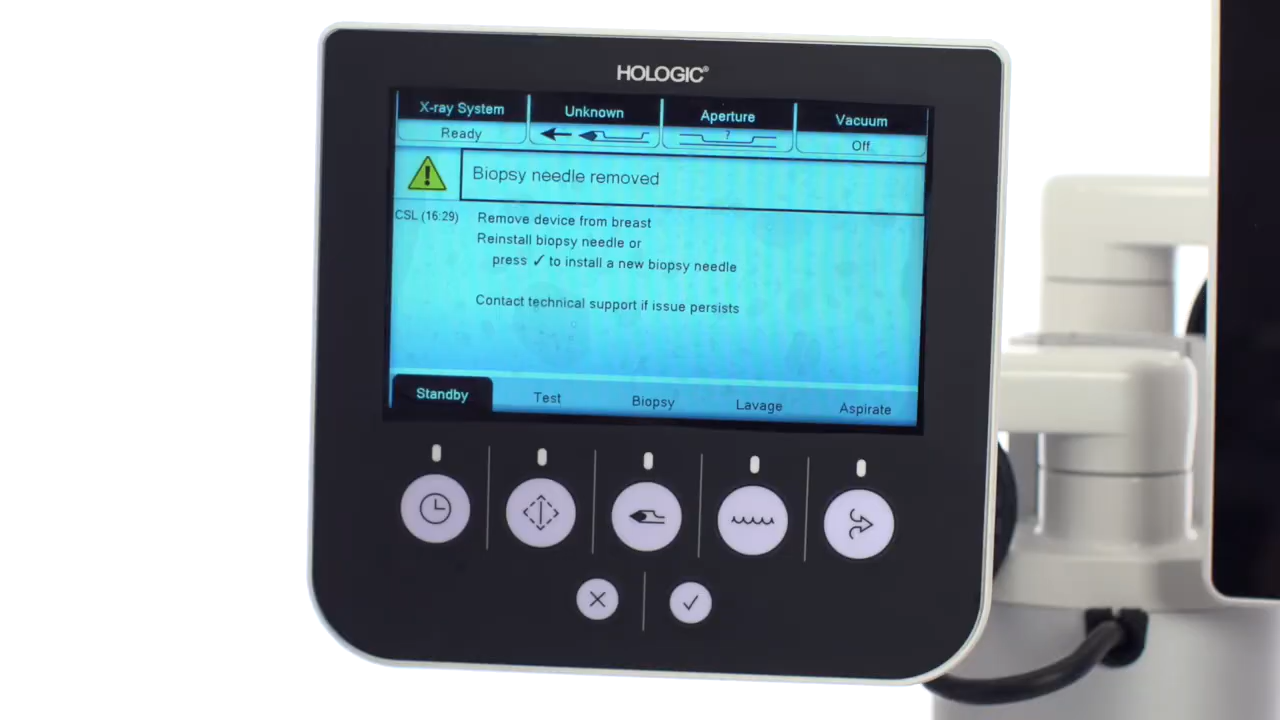 HOLOGIC®
X-ray System
Unknown
Aperture
Vacuum
Ready
?
Off
Biopsy needle removed
CSL (16:29)
Remove device from breast
Reinstall biopsy needle or
press ✓ to install a new biopsy needle
Contact technical support if issue persists
Standby
Test
Biopsy
Lavage
Aspirate